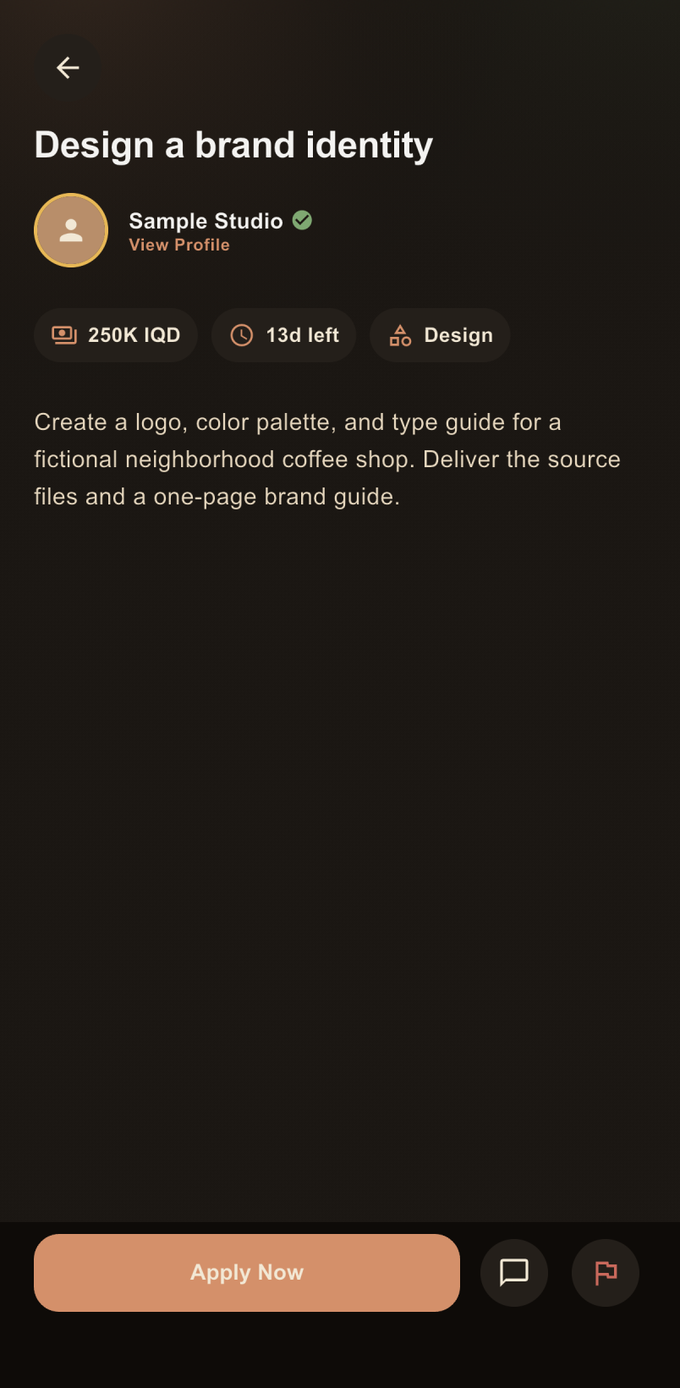 Design a brand identity
Sample Studio
View Profile
250K IQD
13d left
Design
Create a logo, color palette, and type guide for a
fictional neighborhood coffee shop. Deliver the source
files and a one-page brand guide.
Apply Now